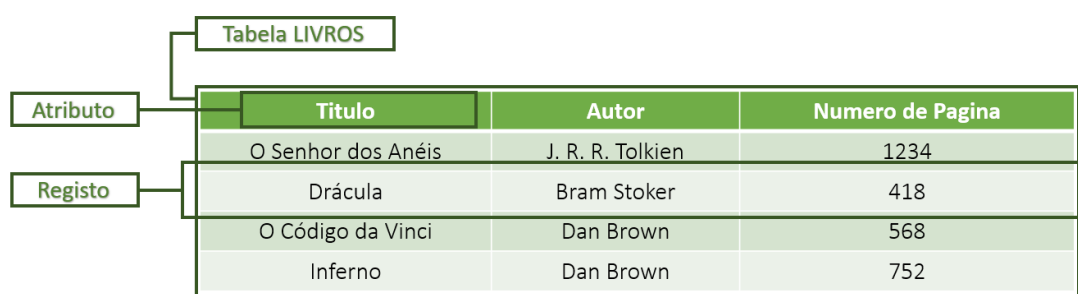 Tabela LIVROS
Atributo
Titulo Autor Numero de Pagina
O Senhor dos Anéis J. R. R. Tolkien 1234
Registo
Drácula Bram Stoker 418
O Código da Vinci Dan Brown 568
Inferno Dan Brown 752